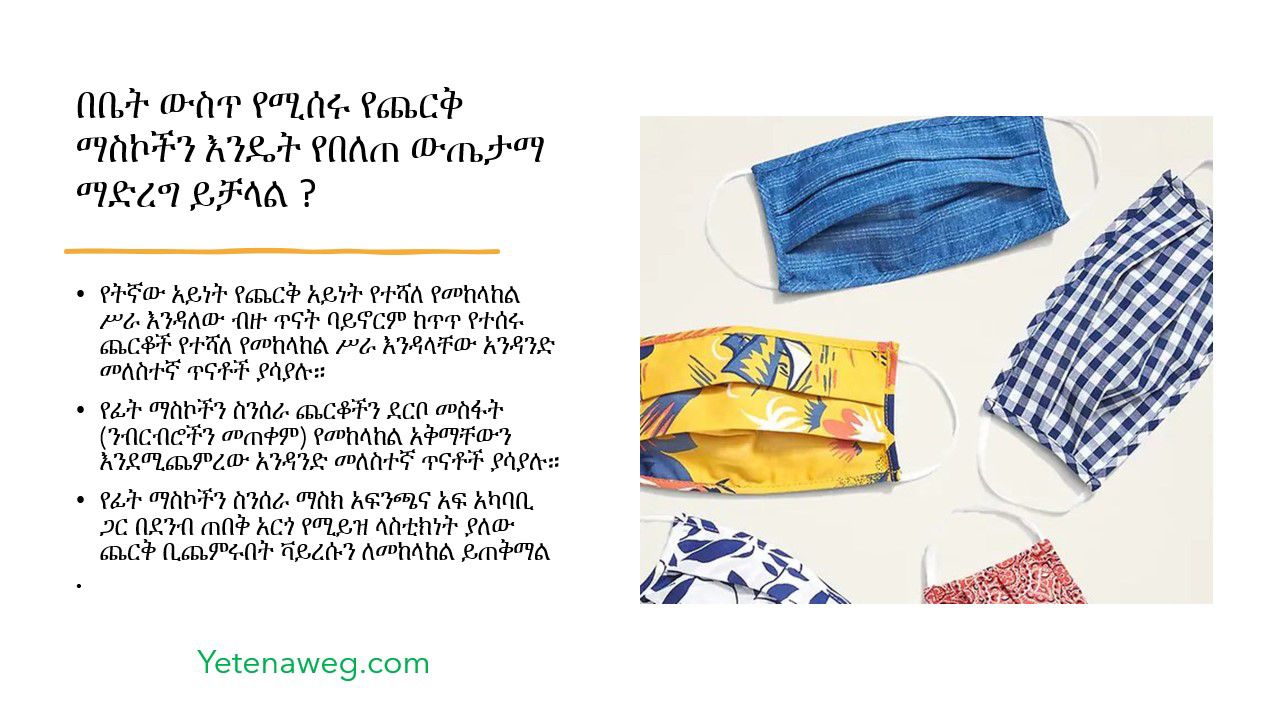 በቤት ውስጥ የሚሰሩ የጨርቅ
ማስኮችን እንዴት የበለጠ ውጤታማ
ማድረግ ይቻላል ?
• የትኛው አይነት የጨርቅ አይነት የተሻለ የመከላከል
ሥራ እንዳለው ብዙ ጥናት ባይኖርም ከጥጥ የተሰሩ
ጨርቆች የተሻለ የመከላከል ሥራ እንዳላቸው አንዳንድ
መለስተኛ ጥናቶች ያሳያሉ።
• የፊት ማስኮችን ስንሰራ ጨርቆችን ደርቦ መስፋት
(ንብርብሮችን መጠቀም) የመከላከል አቅማቸውን
እንደሚጨምረው አንዳንድ መለስተኛ ጥናቶች ያሳያሉ።
• የፊት ማስኮችን ስንሰራ ማስክ አፍንጫና አፍ አካባቢ
ጋር በደንብ ጠበቅ አርጎ የሚይዝ ላስቲክነት ያለው
ጨርቅ ቢጨምሩበት ቫይረሱን ለመከላከል ይጠቅማል
.
Yetenaweg.com